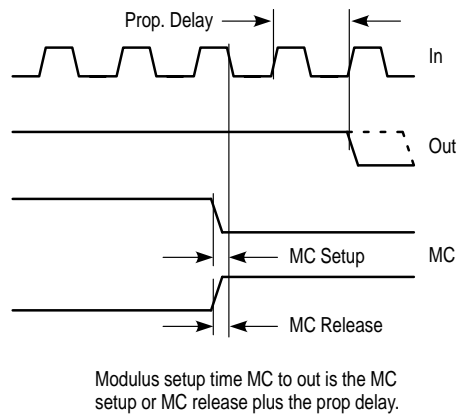 Prop. Delay
In
Out
MC Setup
MC
MC Release
Modulus setup time MC to out is the MC
setup or MC release plus the prop delay.